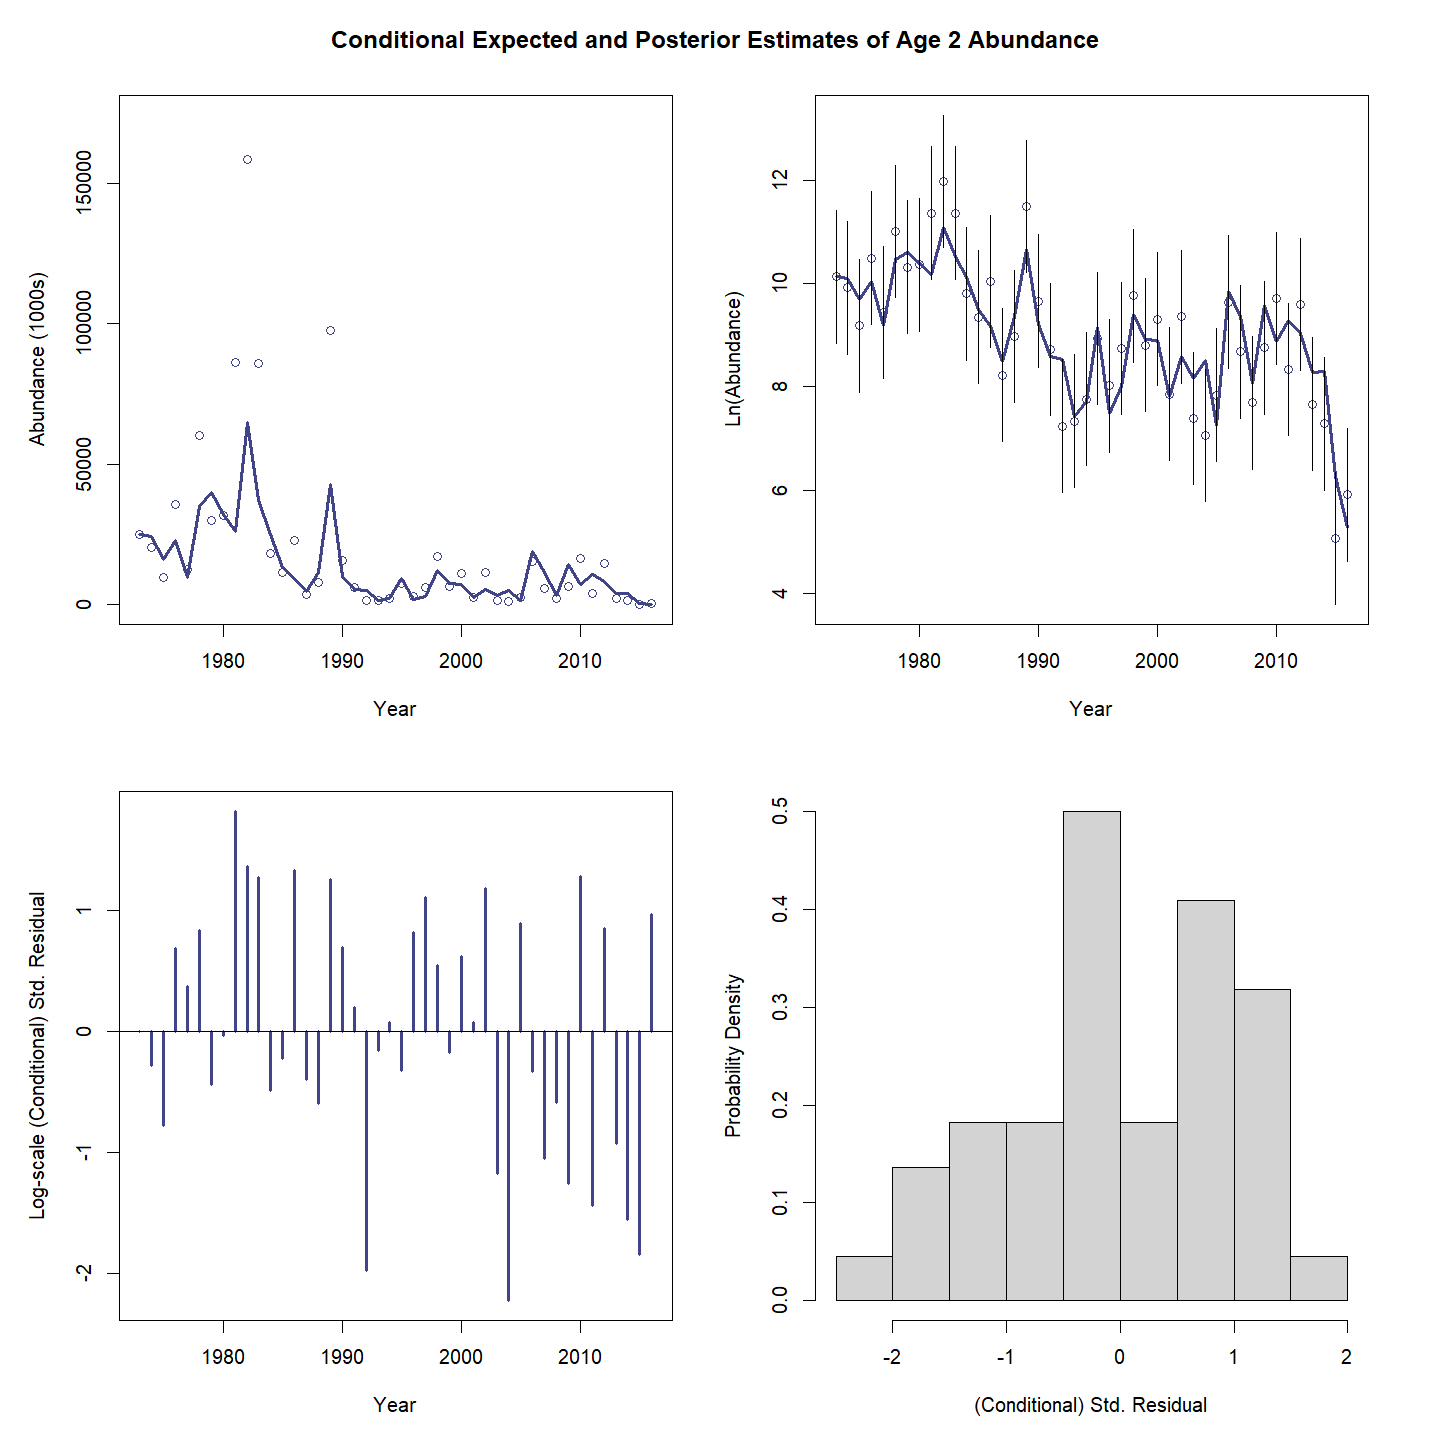 Conditional Expected and Posterior Estimates of Age 2 Abundance
Abundance (1000s)
150000
100000
50000
0
1980 1990 2000 2010
Year
Ln(Abundance)
12
10
8
6
4
1980 1990 2000 2010
Year
Log-scale (Conditional) Std. Residual
1
0
-1
-2
1980 1990 2000 2010
Year
Probability Density
0.5
0.4
0.3
0.2
0.1
0.0
-2 -1 0 1 2
(Conditional) Std. Residual